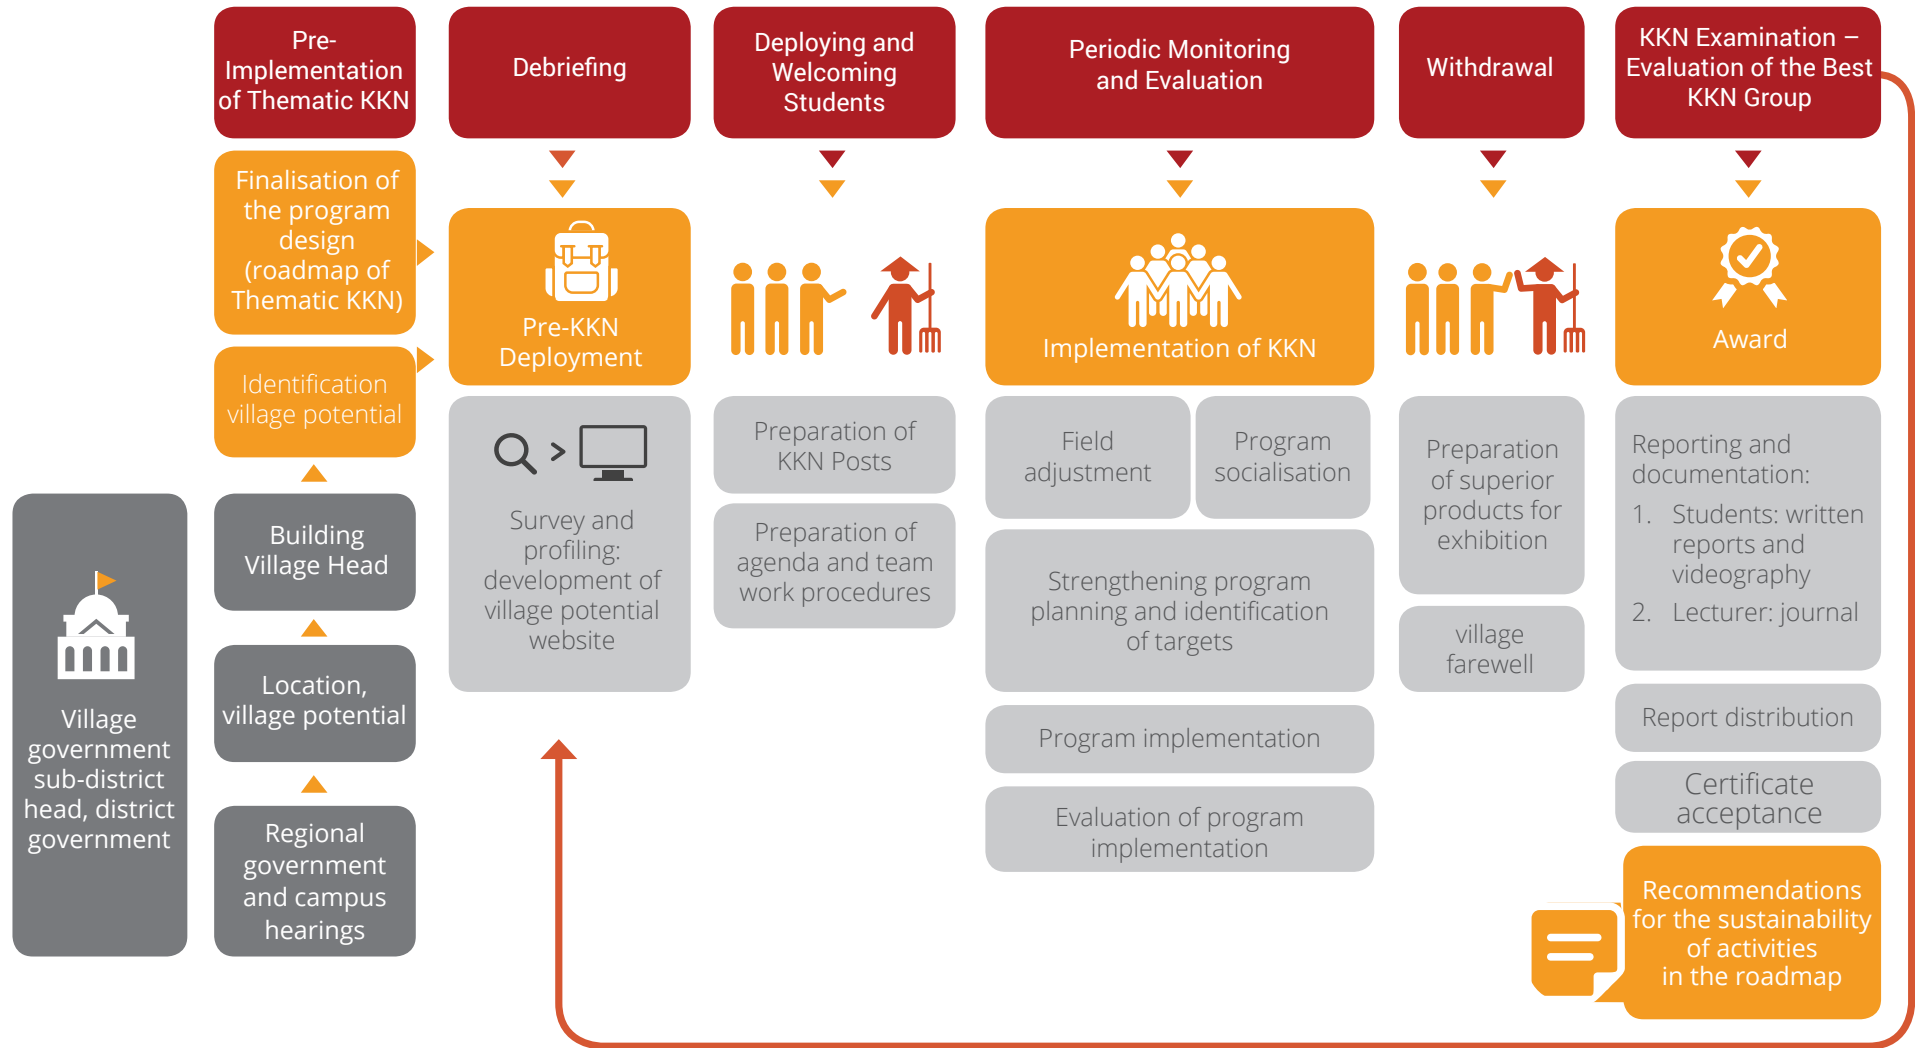 Pre-
Implementation
of Thematic KKN
Debriefing
Deploying and
Welcoming
Students
Periodic Monitoring
and Evaluation
Withdrawal
KKN Examination –
Evaluation of the Best
KKN Group
Finalisation of
the program
design
(roadmap of
Thematic KKN)
Identification
village potential
Building
Village Head
Location,
village potential
Regional
government
and campus
hearings
Village
government
sub-district
head, district
government
Pre-KKN
Deployment
Survey and
profiling:
development of
village potential
website
Preparation of
KKN Posts
Preparation of
agenda and team
work procedures
Implementation of KKN
Field
adjustment
Program
socialisation
Strengthening program
planning and identification
of targets
Program implementation
Evaluation of program
implementation
Preparation
of superior
products for
exhibition
village
farewell
Award
Reporting and
documentation:
1. Students: written
reports and
videography
2. Lecturer: journal
Report distribution
Certificate
acceptance
Recommendations
for the sustainability
of activities
in the roadmap